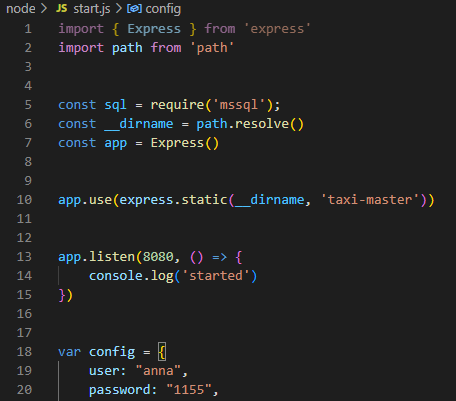 node > JS start.js > config
1 import { Express } from 'express'
2 import path from 'path'
3
4
5 const sql = require('mssql');
6 const __dirname = path.resolve()
7 const app = Express()
8
9
10 app.use(express.static(__dirname, 'taxi-master'))
11
12
13 app.listen(8080, () => {
14     console.log('started')
15 })
16
17
18 var config = {
19     user: "anna",
20     password: "1155",